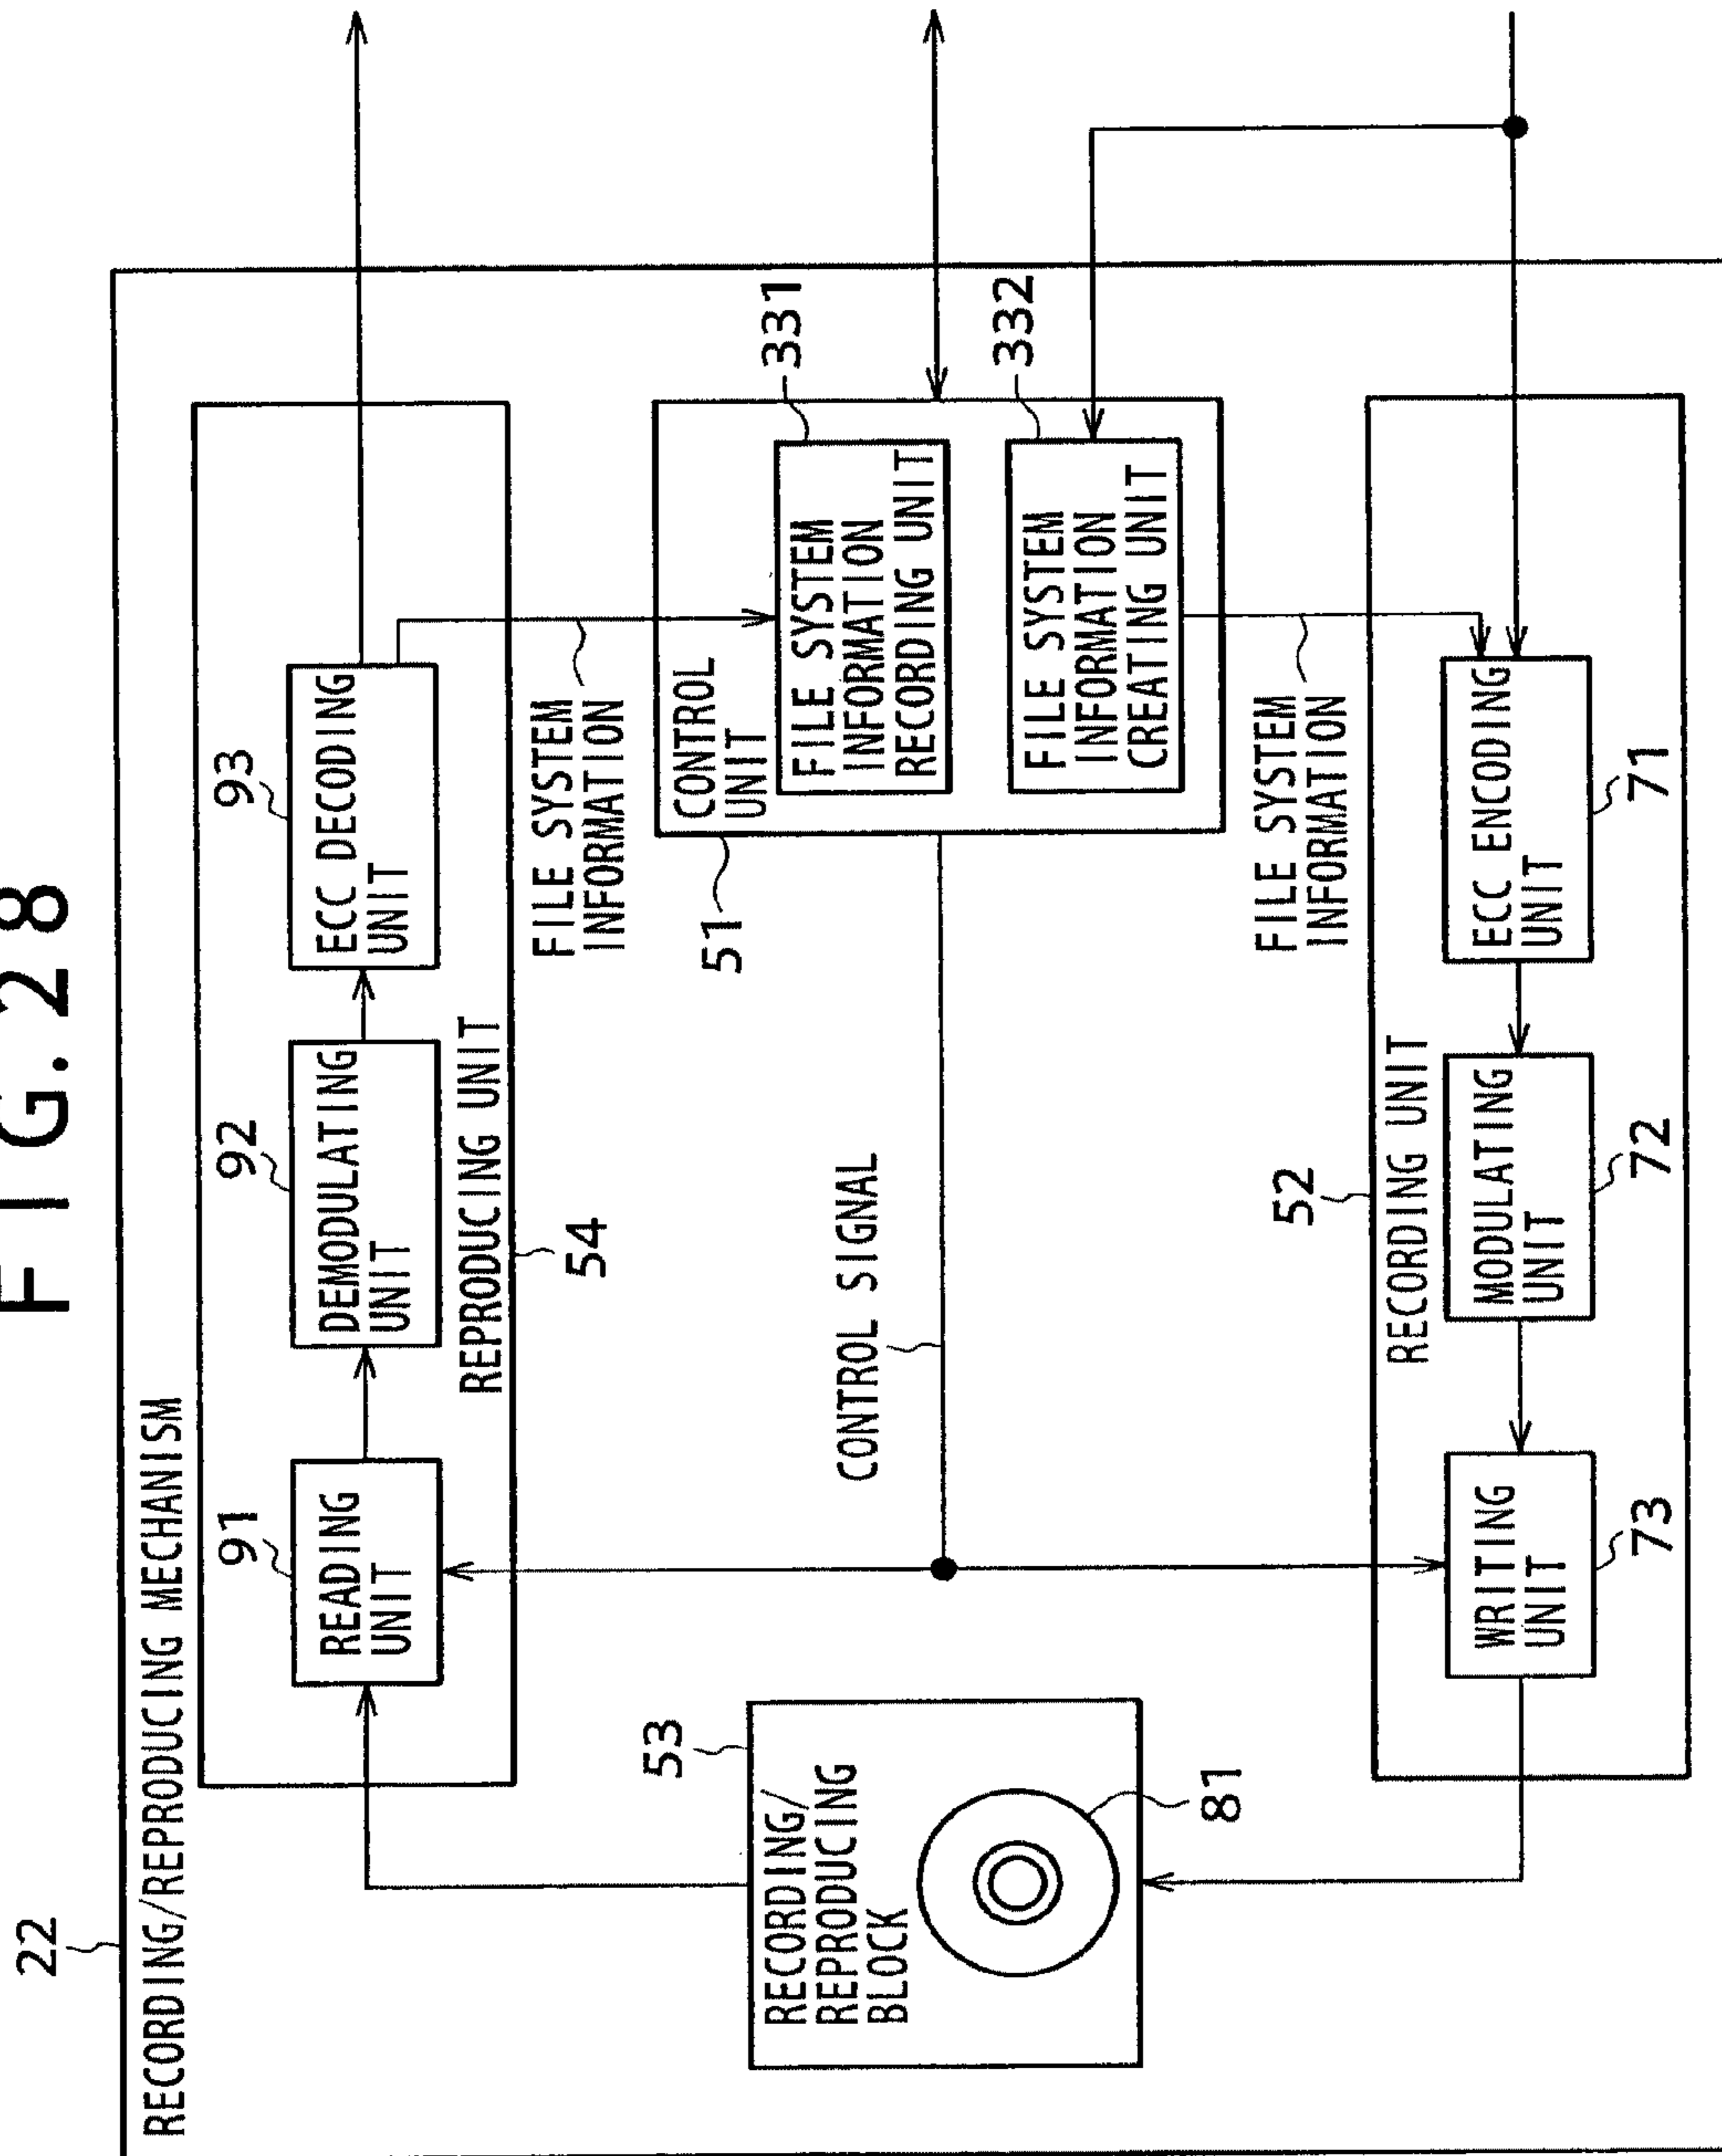 FIG. 28
22
RECORDING/REPRODUCING MECHANISM
91
READING
UNIT
92
DEMODULATING
UNIT
93
ECC DECODING
UNIT
REPRODUCING UNIT
54
FILE SYSTEM
INFORMATION
53
RECORDING/
REPRODUCING
BLOCK
81
CONTROL SIGNAL
51
CONTROL
UNIT
331
FILE SYSTEM
INFORMATION
RECORDING UNIT
332
FILE SYSTEM
INFORMATION
CREATING UNIT
FILE SYSTEM
INFORMATION
52
RECORDING UNIT
WRITING
UNIT
73
MODULATING
UNIT
72
ECC ENCODING
UNIT
71